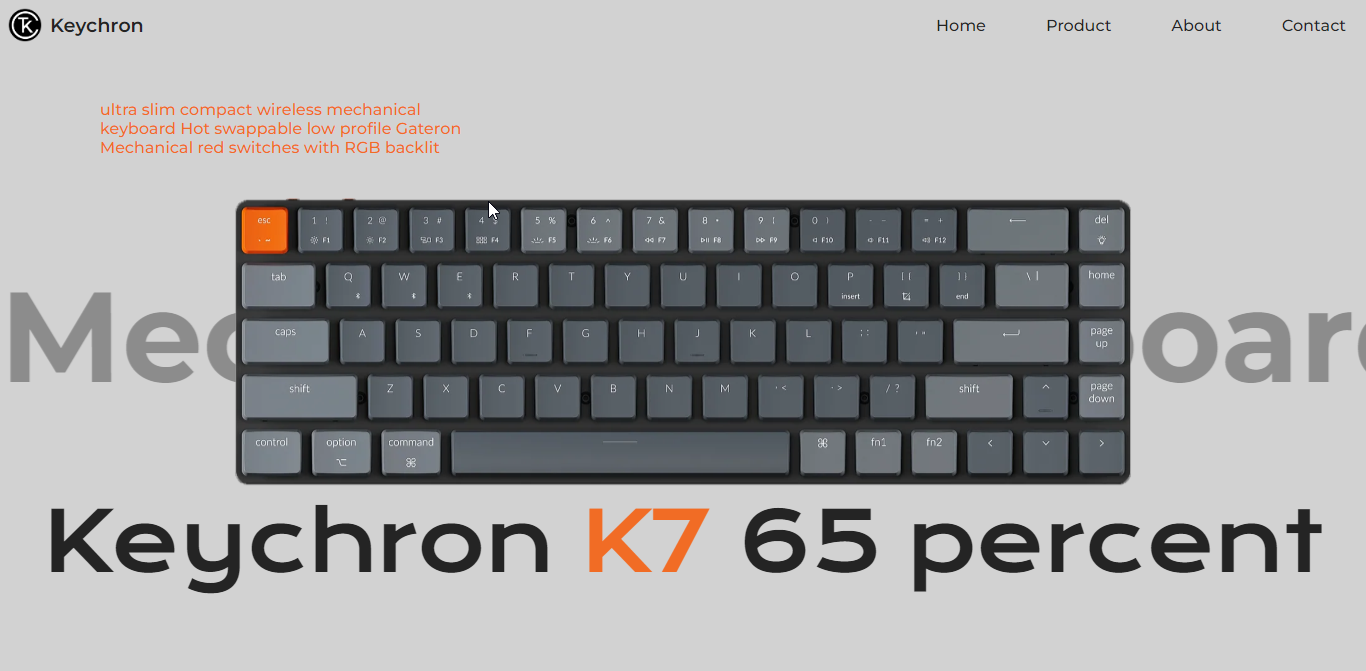 Keychron Home Product About Contact
ultra slim compact wireless mechanical
keyboard Hot swappable low profile Gateron
Mechanical red switches with RGB backlit
esc 1 ! 2 @ 3 # 4 $ 5 % 6 ^ 7 & 8 * 9 ( 0 ) - - = + ← del
F1 F2 F3 F4 F5 F6 F7 F8 F9 F10 F11 F12
tab Q W E R T Y U I O P [ { ] } \ | home
insert end
caps A S D F G H J K L : ; ' " page
up
Mec oar
shift Z X C V B N M · < · > / ? shift ^ page
down
control option command ⌘ fn1 fn2 < ⌵ >
⌥ ⌘
Keychron K7 65 percent